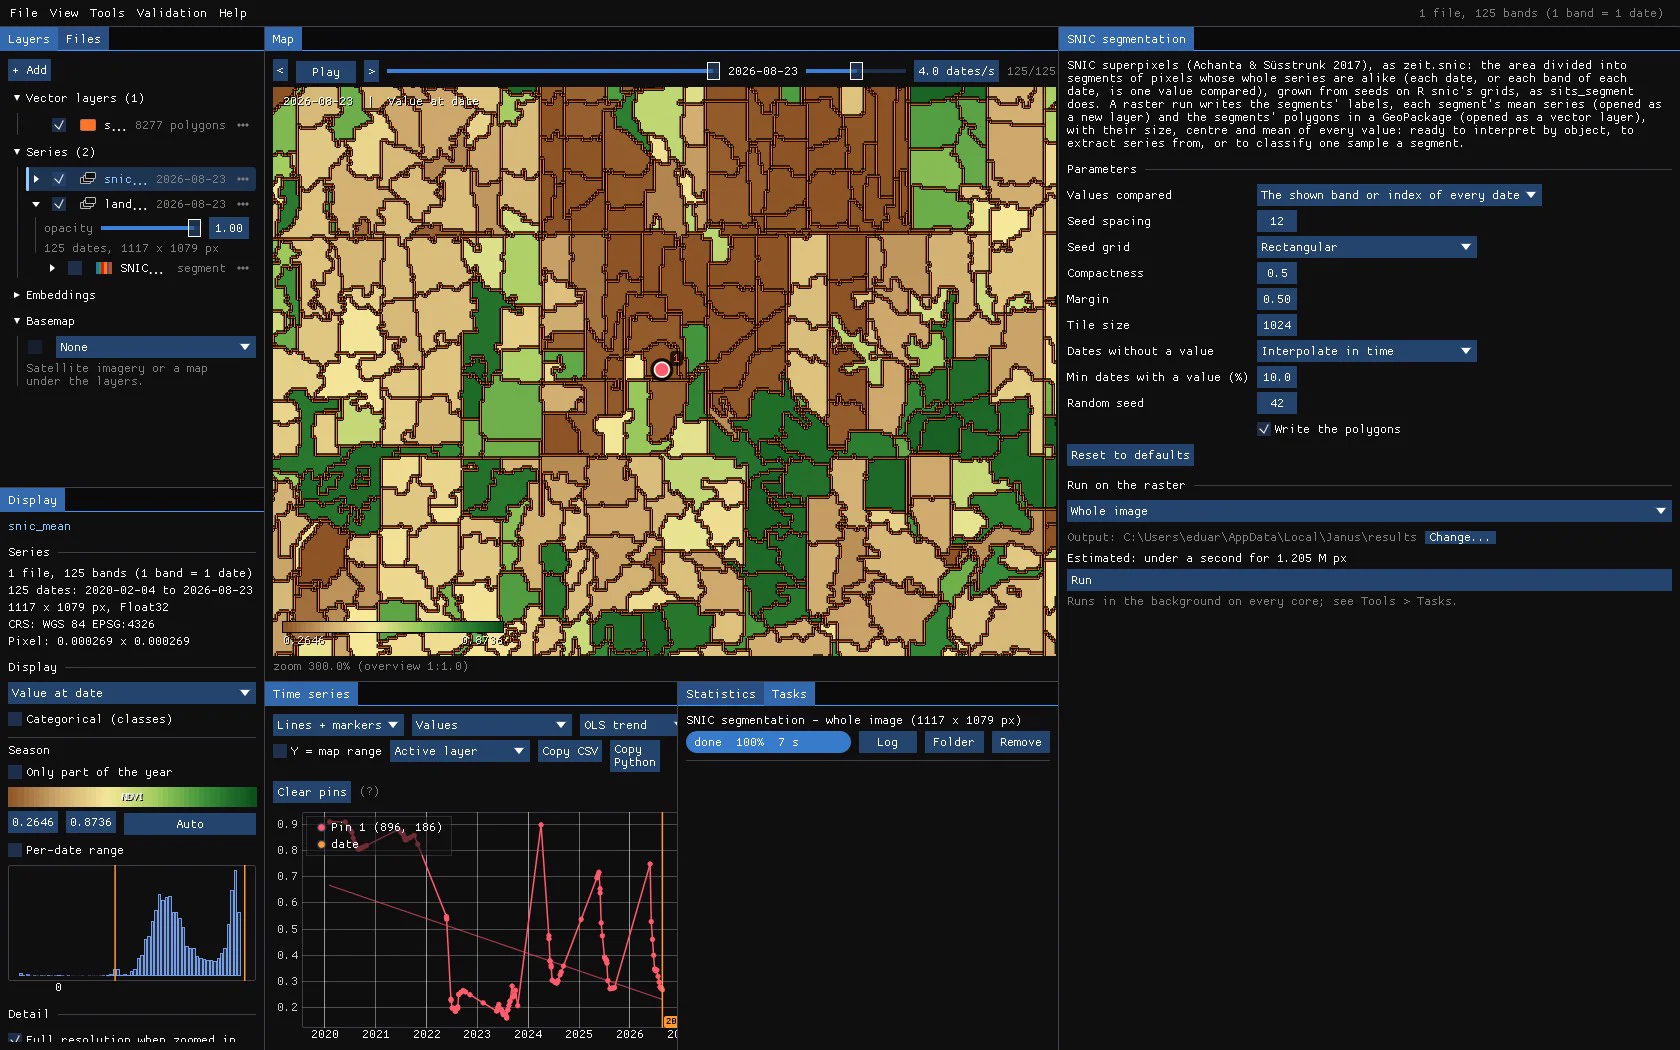 File View Tools Validation Help
1 file, 125 bands (1 band = 1 date)
Layers Files
+ Add
Vector layers (1)
s... 8277 polygons
Series (2)
snic... 2026-08-23
land... 2026-08-23
opacity 1.00
125 dates, 1117 x 1079 px
SNIC... segment
Embeddings
Basemap
None
Satellite imagery or a map
under the layers.
Display
snic_mean
Series
1 file, 125 bands (1 band = 1 date)
125 dates: 2020-02-04 to 2026-08-23
1117 x 1079 px, Float32
CRS: WGS 84 EPSG:4326
Pixel: 0.000269 x 0.000269
Display
Value at date
Categorical (classes)
Season
Only part of the year
NDVI
0.2646 0.8736 Auto
Per-date range
0
Detail
Full resolution when zoomed in
Map
< Play > 2026-08-23 4.0 dates/s 125/125
2026-08-23 | Value at date
1
0.2646 0.8736
zoom 300.0% (overview 1:1.0)
Time series
Lines + markers Values OLS trend
Y = map range Active layer Copy CSV Copy Python
Clear pins (?)
Pin 1 (896, 186)
date
0.9
0.8
0.7
0.6
0.5
0.4
0.3
0.2
2020 2021 2022 2023 2024 2025 2026
Statistics Tasks
SNIC segmentation - whole image (1117 x 1079 px)
done 100% 7 s Log Folder Remove
SNIC segmentation
SNIC superpixels (Achanta & Süsstrunk 2017), as zeit.snic: the area divided into
segments of pixels whose whole series are alike (each date, or each band of each
date, is one value compared), grown from seeds on R snic's grids, as sits_segment
does. A raster run writes the segments' labels, each segment's mean series (opened as
a new layer) and the segments' polygons in a GeoPackage (opened as a vector layer),
with their size, centre and mean of every value: ready to interpret by object, to
extract series from, or to classify one sample a segment.
Parameters
Values compared The shown band or index of every date
Seed spacing 12
Seed grid Rectangular
Compactness 0.5
Margin 0.50
Tile size 1024
Dates without a value Interpolate in time
Min dates with a value (%) 10.0
Random seed 42
Write the polygons
Reset to defaults
Run on the raster
Whole image
Output: C:\Users\eduar\AppData\Local\Janus\results Change...
Estimated: under a second for 1.205 M px
Run
Runs in the background on every core; see Tools > Tasks.